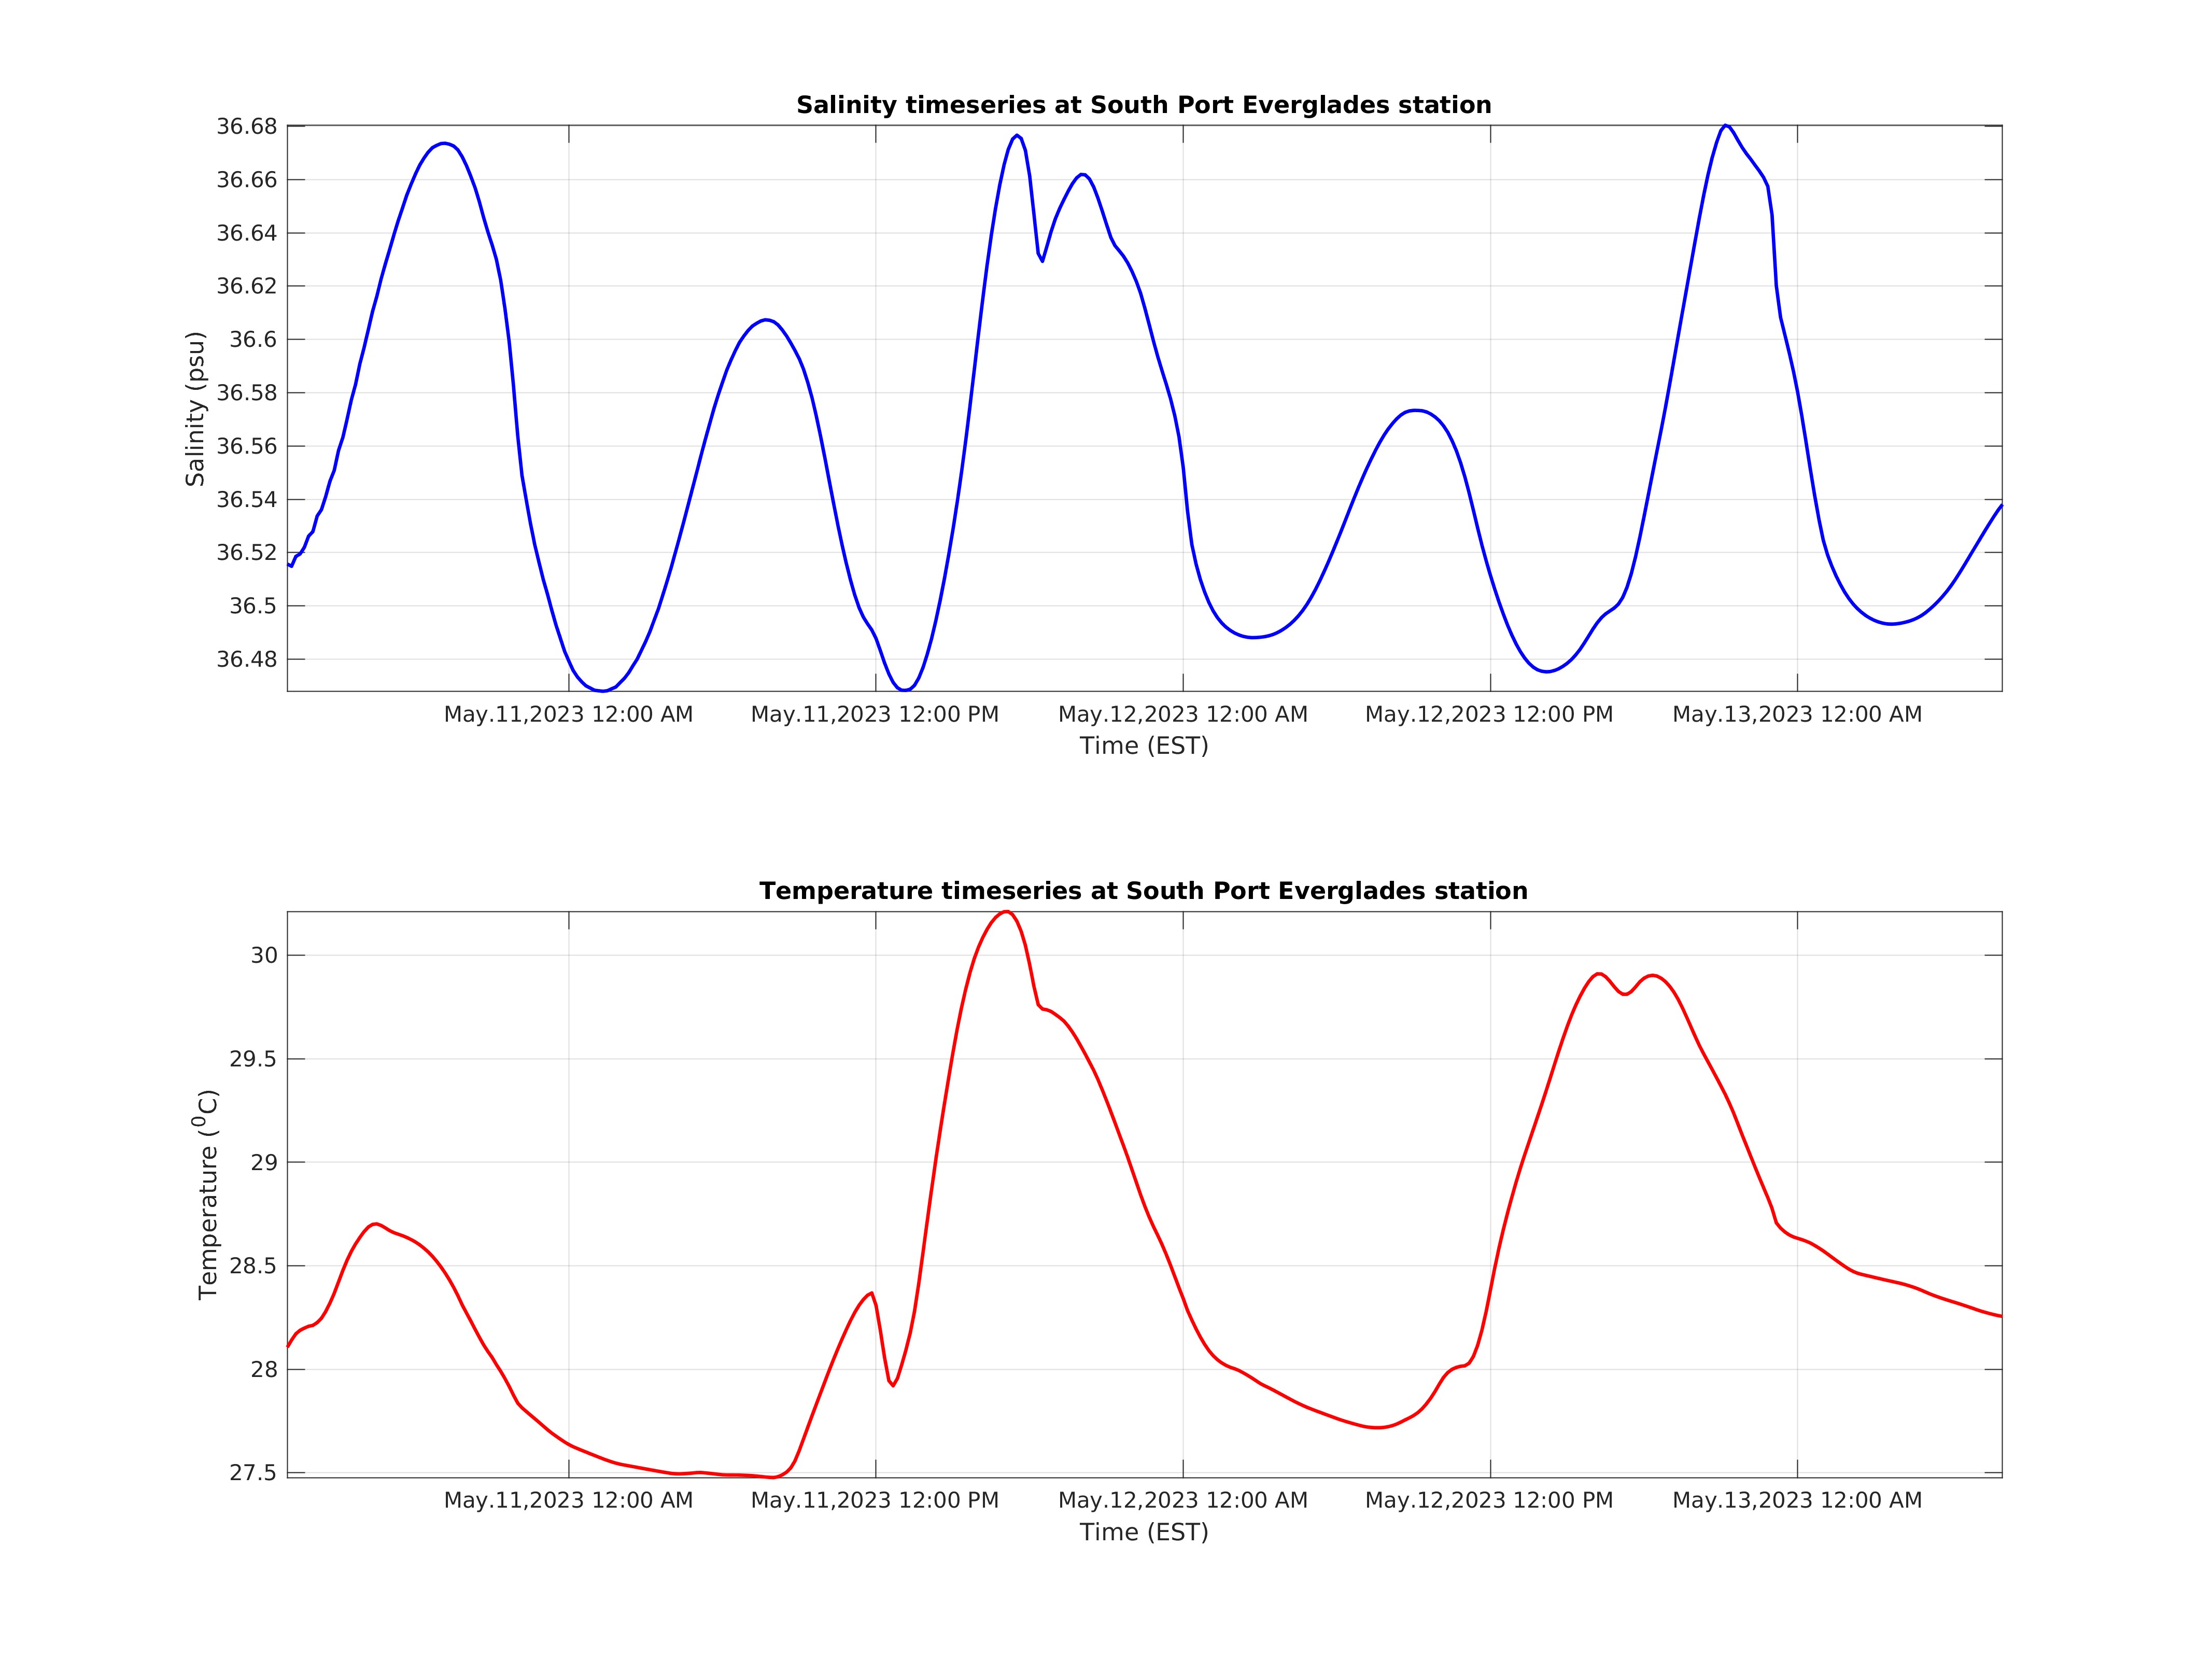 Salinity timeseries at South Port Everglades station
36.68
36.66
36.64
36.62
36.6
36.58
36.56
36.54
36.52
36.5
36.48
Salinity (psu)
May.11,2023 12:00 AM May.11,2023 12:00 PM May.12,2023 12:00 AM May.12,2023 12:00 PM May.13,2023 12:00 AM
Time (EST)
Temperature timeseries at South Port Everglades station
30
29.5
29
28.5
28
27.5
Temperature (⁰C)
May.11,2023 12:00 AM May.11,2023 12:00 PM May.12,2023 12:00 AM May.12,2023 12:00 PM May.13,2023 12:00 AM
Time (EST)